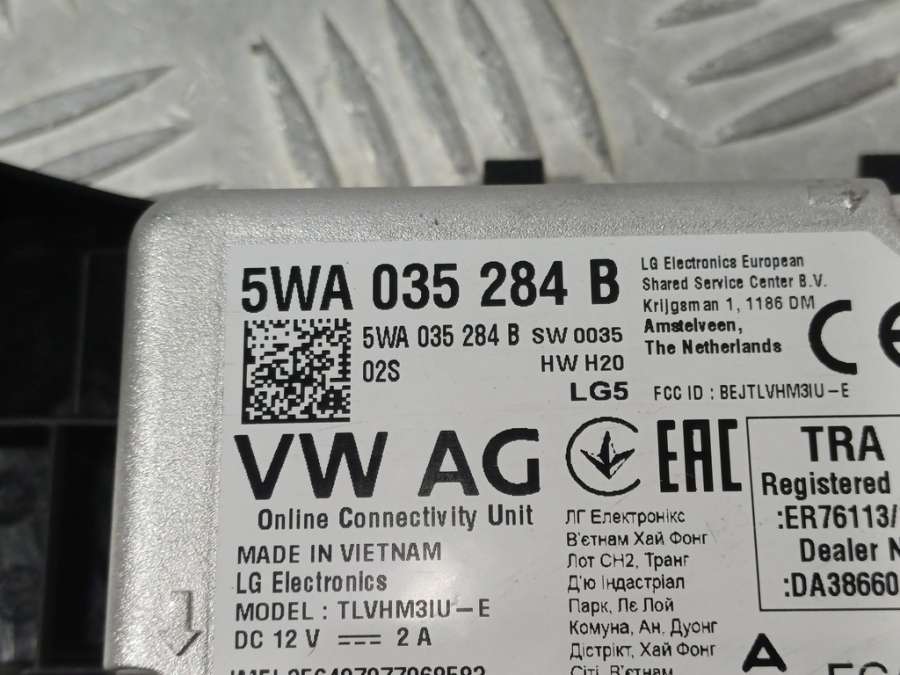 5WA 035 284 B
5WA 035 284 B SW 0035
02S HW H20
LG5
LG Electronics European
Shared Service Center B.V.
Krijgsman 1, 1186 DM
Amstelveen,
The Netherlands
CE
FCC ID : BEJTLVHM3IU-E
VW AG
Online Connectivity Unit
MADE IN VIETNAM
LG Electronics
MODEL : TLVHM3IU-E
DC 12 V 2 A
EAC
ЛГ Електронікс
В'єтнам Хай Фонг
Лот СН2, Транг
Д'ю Індастріал
Парк, Лє Лой
Комуна, Ан, Дуонг
Дістрікт, Хай Фонг
Сіті, В'єтнам
TRA
Registered
:ER76113/
Dealer N
:DA38660
A